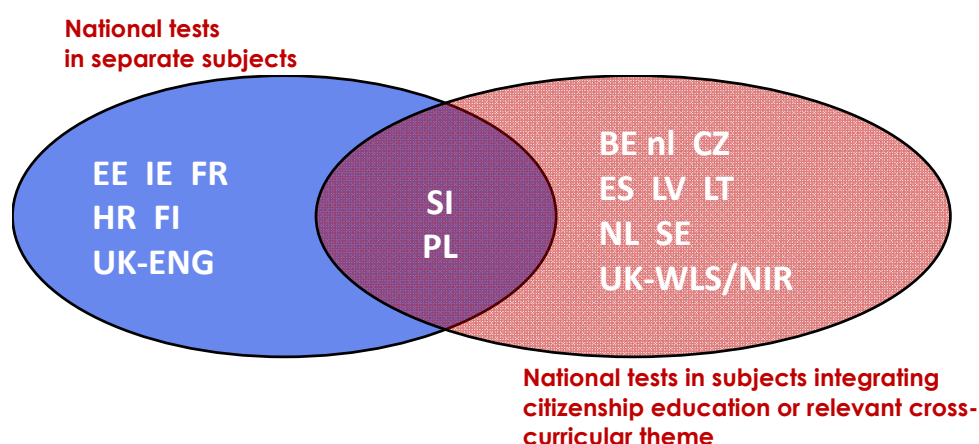 National tests
in separate subjects
EE IE FR
HR FI
UK-ENG
SI
PL
BE nl CZ
ES LV LT
NL SE
UK-WLS/NIR
National tests in subjects integrating
citizenship education or relevant cross-
curricular theme